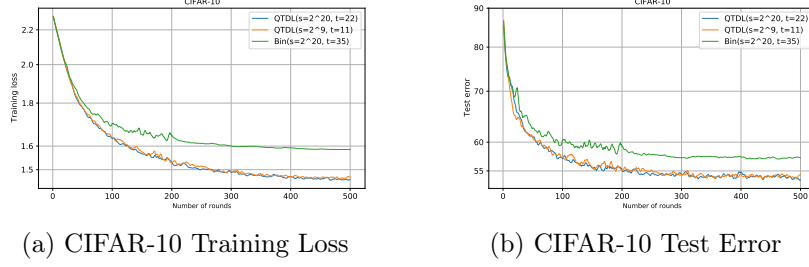 CIFAR-10
QTDL(s=2^20, t=22)
QTDL(s=2^9, t=11)
Bin(s=2^20, t=35)
2.2
2.0
1.8
1.6
1.5
Training loss
0
100
200
300
400
500
Number of rounds
(a) CIFAR-10 Training Loss
CIFAR-10
QTDL(s=2^20, t=22)
QTDL(s=2^9, t=11)
Bin(s=2^20, t=35)
90
80
70
60
55
Test error
0
100
200
300
400
500
Number of rounds
(b) CIFAR-10 Test Error